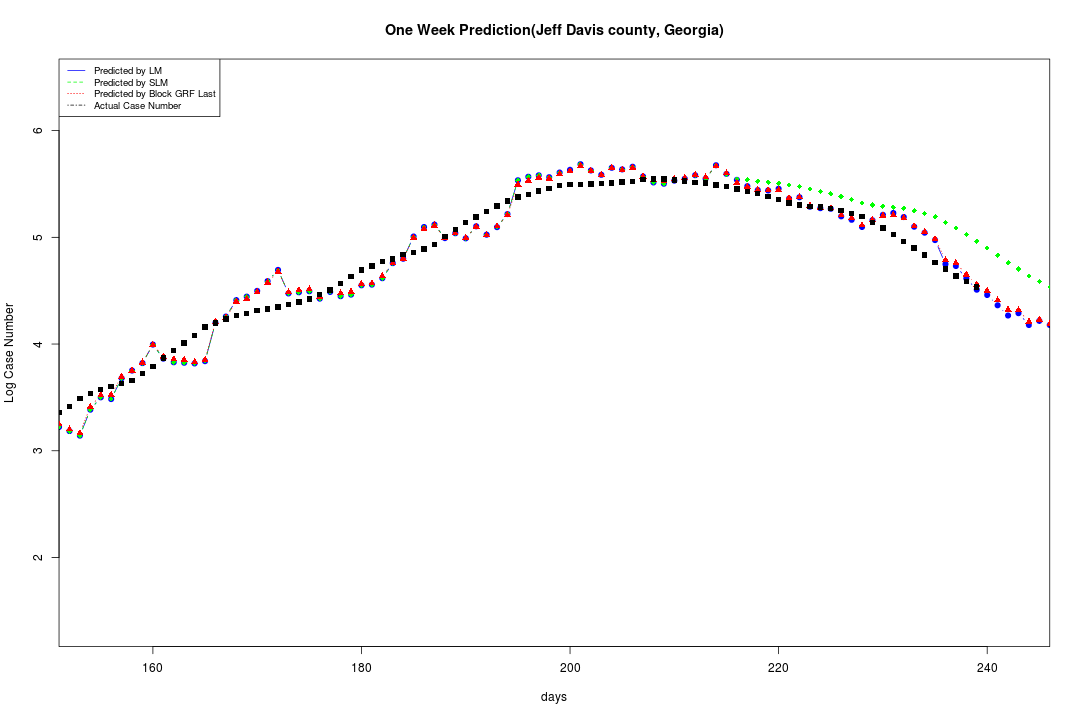 One Week Prediction(Jeff Davis county, Georgia)
Predicted by LM
Predicted by SLM
Predicted by Block GRF Last
Actual Case Number
6
5
4
3
2
Log Case Number
160 180 200 220 240
days